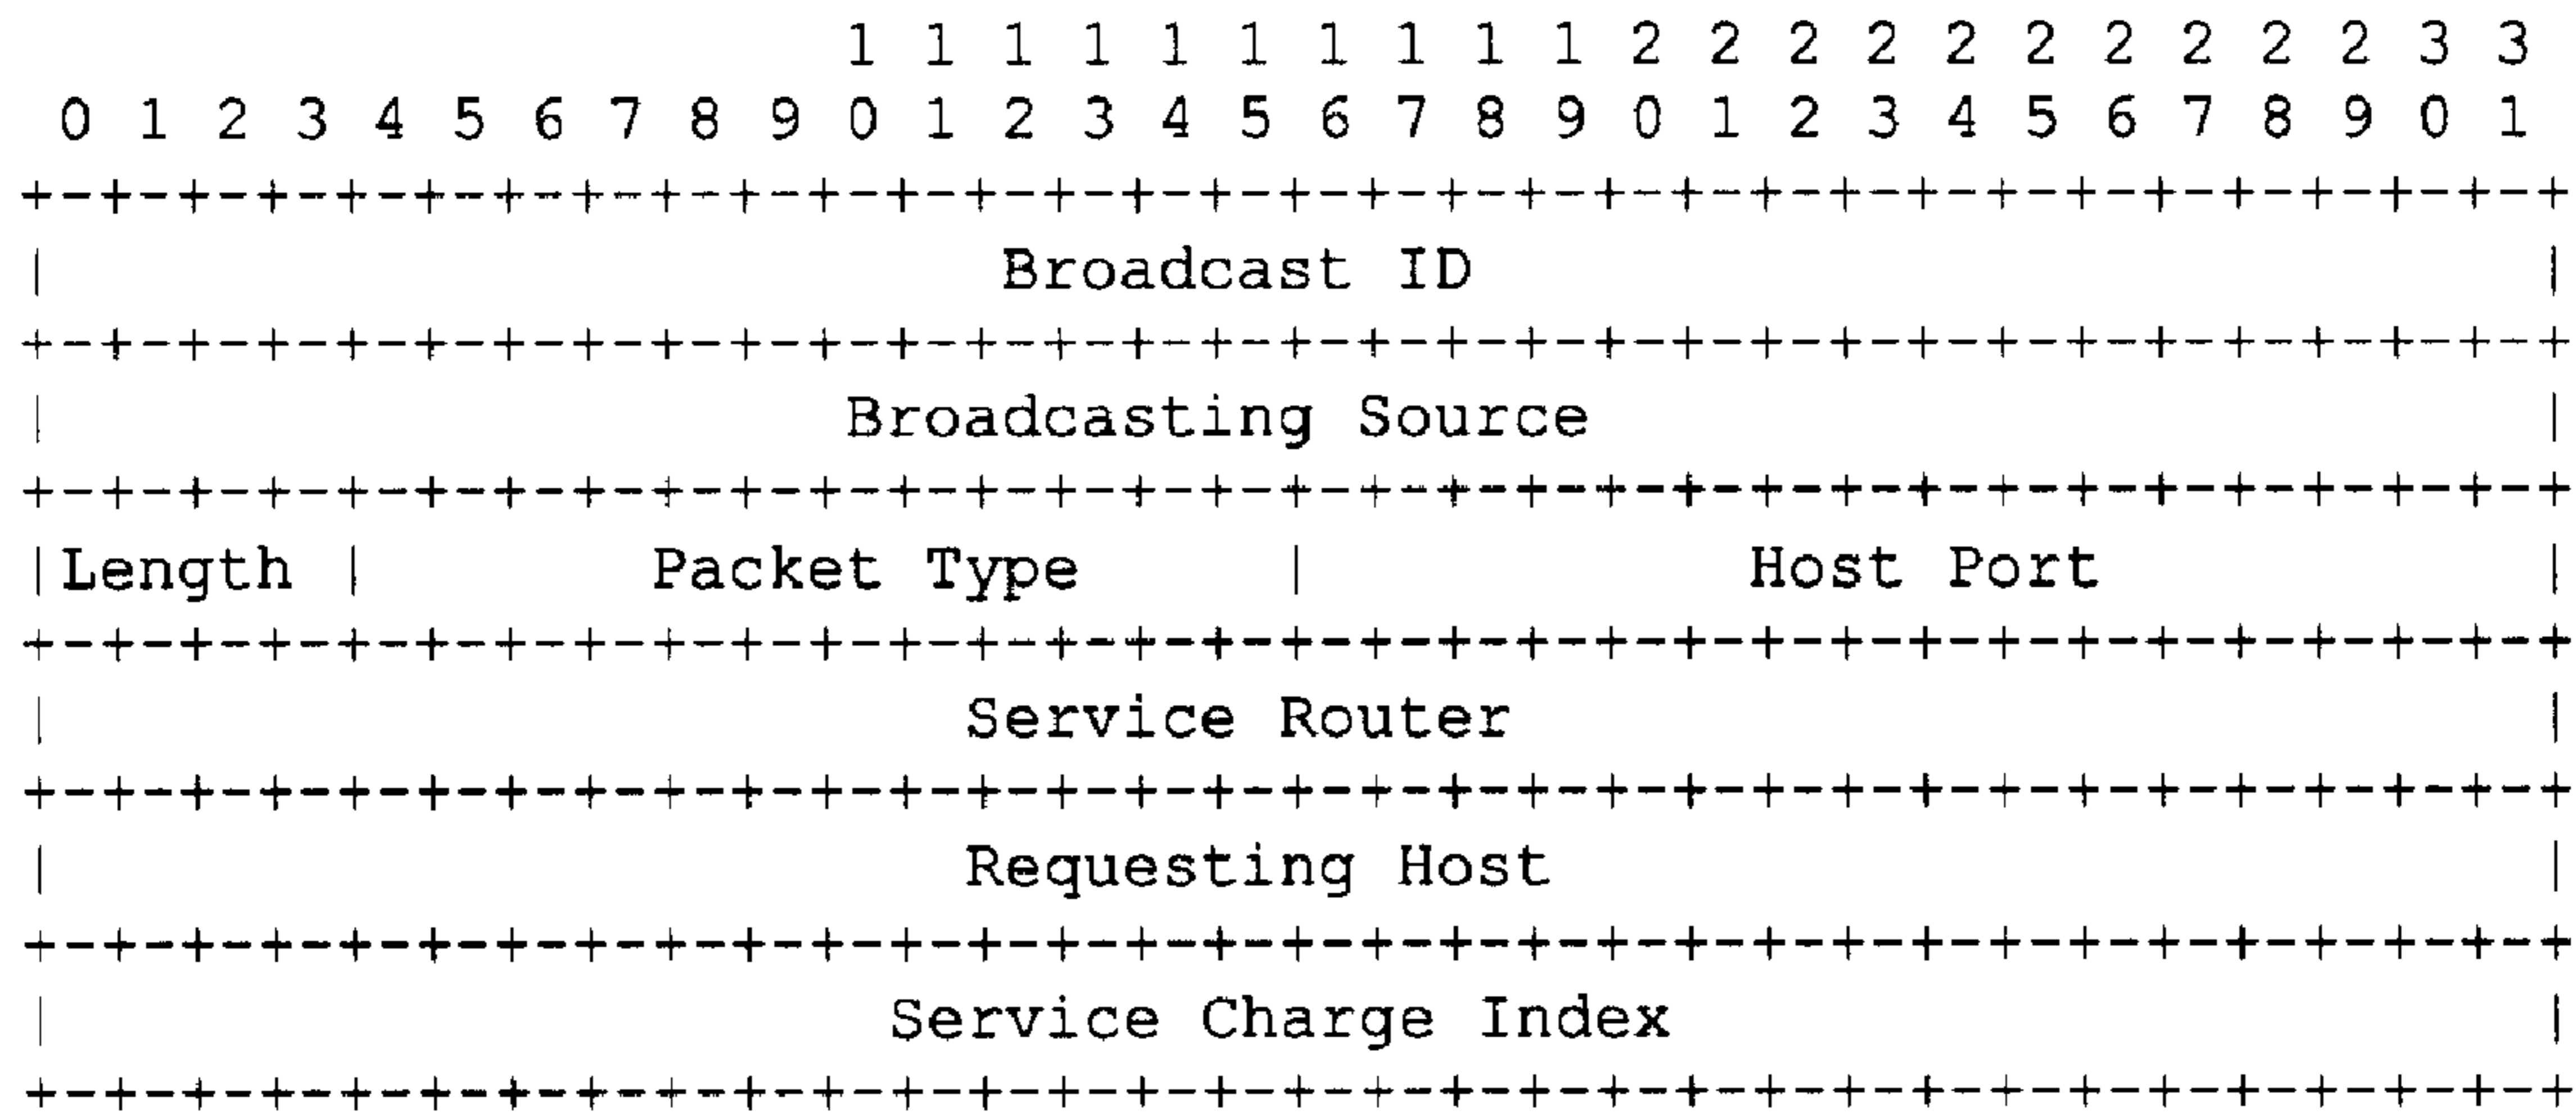 1 1 1 1 1 1 1 1 1 1 2 2 2 2 2 2 2 2 2 2 3 3
 0 1 2 3 4 5 6 7 8 9 0 1 2 3 4 5 6 7 8 9 0 1 2 3 4 5 6 7 8 9 0 1
+-+-+-+-+-+-+-+-+-+-+-+-+-+-+-+-+-+-+-+-+-+-+-+-+-+-+-+-+-+-+-+-+
|                        Broadcast ID                           |
+-+-+-+-+-+-+-+-+-+-+-+-+-+-+-+-+-+-+-+-+-+-+-+-+-+-+-+-+-+-+-+-+
|                    Broadcasting Source                        |
+-+-+-+-+-+-+-+-+-+-+-+-+-+-+-+-+-+-+-+-+-+-+-+-+-+-+-+-+-+-+-+-+
|Length |       Packet Type     |           Host Port           |
+-+-+-+-+-+-+-+-+-+-+-+-+-+-+-+-+-+-+-+-+-+-+-+-+-+-+-+-+-+-+-+-+
|                       Service Router                          |
+-+-+-+-+-+-+-+-+-+-+-+-+-+-+-+-+-+-+-+-+-+-+-+-+-+-+-+-+-+-+-+-+
|                       Requesting Host                         |
+-+-+-+-+-+-+-+-+-+-+-+-+-+-+-+-+-+-+-+-+-+-+-+-+-+-+-+-+-+-+-+-+
|                     Service Charge Index                      |
+-+-+-+-+-+-+-+-+-+-+-+-+-+-+-+-+-+-+-+-+-+-+-+-+-+-+-+-+-+-+-+-+